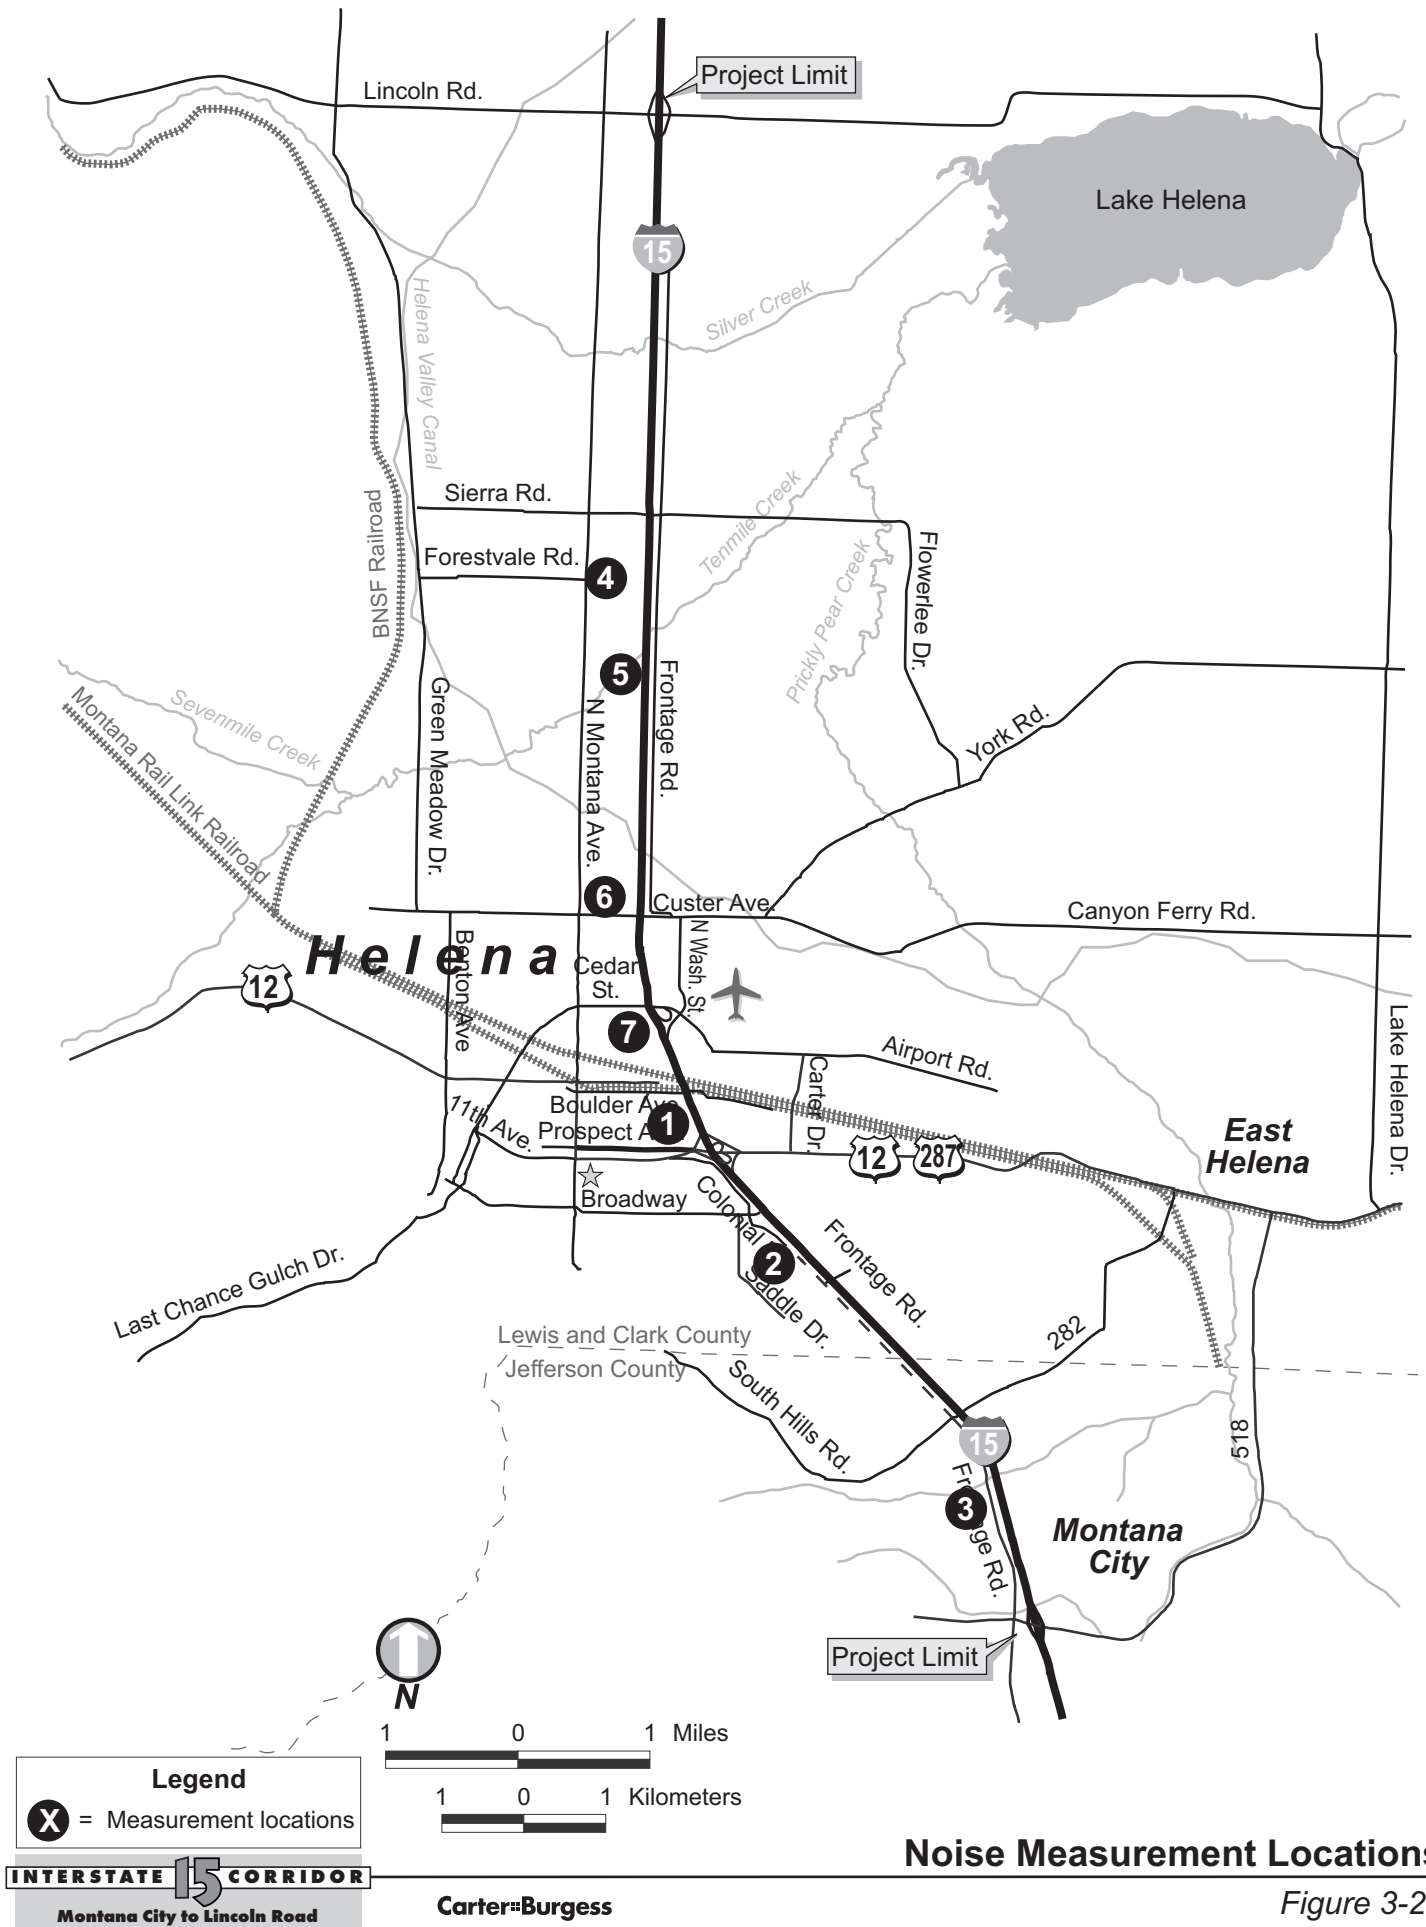 Project Limit
Lincoln Rd.
Lake Helena
15
Silver Creek
Helena Valley Canal
Sierra Rd.
BNSF Railroad
Forestvale Rd.
4
Tenmile Creek
Prickly Pear Creek
Flowerlee Dr.
5
Frontage Rd.
N Montana Ave.
Green Meadow Dr.
Sevenmile Creek
Montana Rail Link Railroad
York Rd.
6
Custer Ave.
Canyon Ferry Rd.
Helena
Benton Ave
Cedar
St.
N Wash. St.
12
7
Airport Rd.
Carter Dr.
Lake Helena Dr.
11th Ave.
Boulder Ave.
Prospect
1
12
287
East
Helena
Broadway
Colonial
2
Saddle Dr.
Frontage Rd.
Last Chance Gulch Dr.
282
Lewis and Clark County
Jefferson County
South Hills Rd.
15
518
3
Frontage Rd.
Montana
City
Project Limit
N
1 0 1 Miles
1 0 1 Kilometers
Legend
X = Measurement locations
INTERSTATE 15 CORRIDOR
Montana City to Lincoln Road
Carter::Burgess
Noise Measurement Locations
Figure 3-2